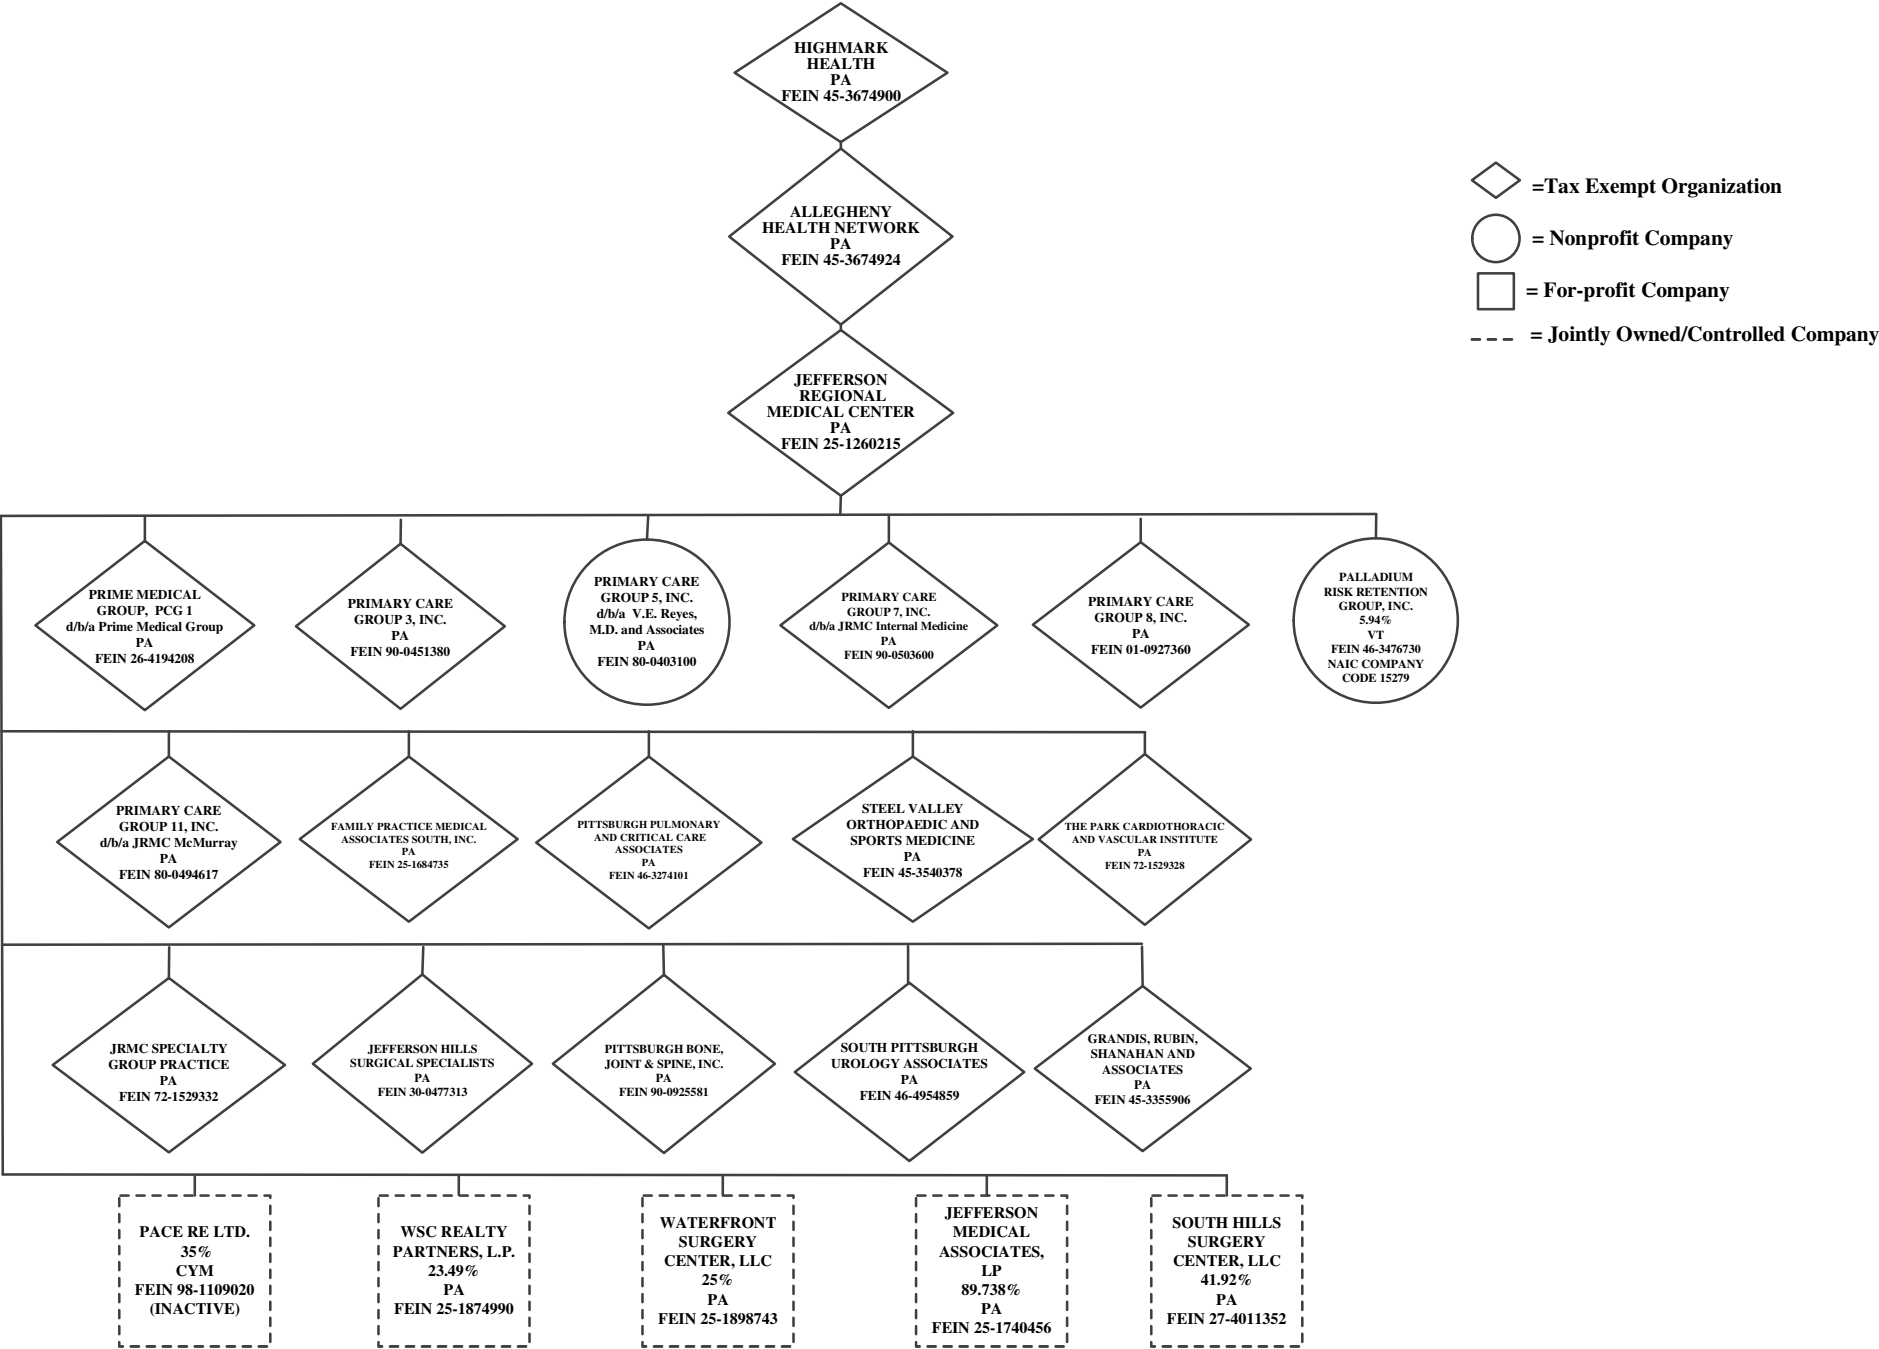 HIGHMARK
HEALTH
PA
FEIN 45-3674900
ALLEGHENY
HEALTH NETWORK
PA
FEIN 45-3674924
JEFFERSON
REGIONAL
MEDICAL CENTER
PA
FEIN 25-1260215
=Tax Exempt Organization
= Nonprofit Company
= For-profit Company
= Jointly Owned/Controlled Company
PRIME MEDICAL
GROUP, PCG 1
d/b/a Prime Medical Group
PA
FEIN 26-4194208
PRIMARY CARE
GROUP 3, INC.
PA
FEIN 90-0451380
PRIMARY CARE
GROUP 5, INC.
d/b/a V.E. Reyes,
M.D. and Associates
PA
FEIN 80-0403100
PRIMARY CARE
GROUP 7, INC.
d/b/a JRMC Internal Medicine
PA
FEIN 90-0503600
PRIMARY CARE
GROUP 8, INC.
PA
FEIN 01-0927360
PALLADIUM
RISK RETENTION
GROUP, INC.
5.94%
VT
FEIN 46-3476730
NAIC COMPANY
CODE 15279
PRIMARY CARE
GROUP 11, INC.
d/b/a JRMC McMurray
PA
FEIN 80-0494617
FAMILY PRACTICE MEDICAL
ASSOCIATES SOUTH, INC.
PA
FEIN 25-1684735
PITTSBURGH PULMONARY
AND CRITICAL CARE
ASSOCIATES
PA
FEIN 46-3274101
STEEL VALLEY
ORTHOPAEDIC AND
SPORTS MEDICINE
PA
FEIN 45-3540378
THE PARK CARDIOTHORACIC
AND VASCULAR INSTITUTE
PA
FEIN 72-1529328
JRMC SPECIALTY
GROUP PRACTICE
PA
FEIN 72-1529332
JEFFERSON HILLS
SURGICAL SPECIALISTS
PA
FEIN 30-0477313
PITTSBURGH BONE,
JOINT & SPINE, INC.
PA
FEIN 90-0925581
SOUTH PITTSBURGH
UROLOGY ASSOCIATES
PA
FEIN 46-4954859
GRANDIS, RUBIN,
SHANAHAN AND
ASSOCIATES
PA
FEIN 45-3355906
PACE RE LTD.
35%
CYM
FEIN 98-1109020
(INACTIVE)
WSC REALTY
PARTNERS, L.P.
23.49%
PA
FEIN 25-1874990
WATERFRONT
SURGERY
CENTER, LLC
25%
PA
FEIN 25-1898743
JEFFERSON
MEDICAL
ASSOCIATES,
LP
89.738%
PA
FEIN 25-1740456
SOUTH HILLS
SURGERY
CENTER, LLC
41.92%
PA
FEIN 27-4011352